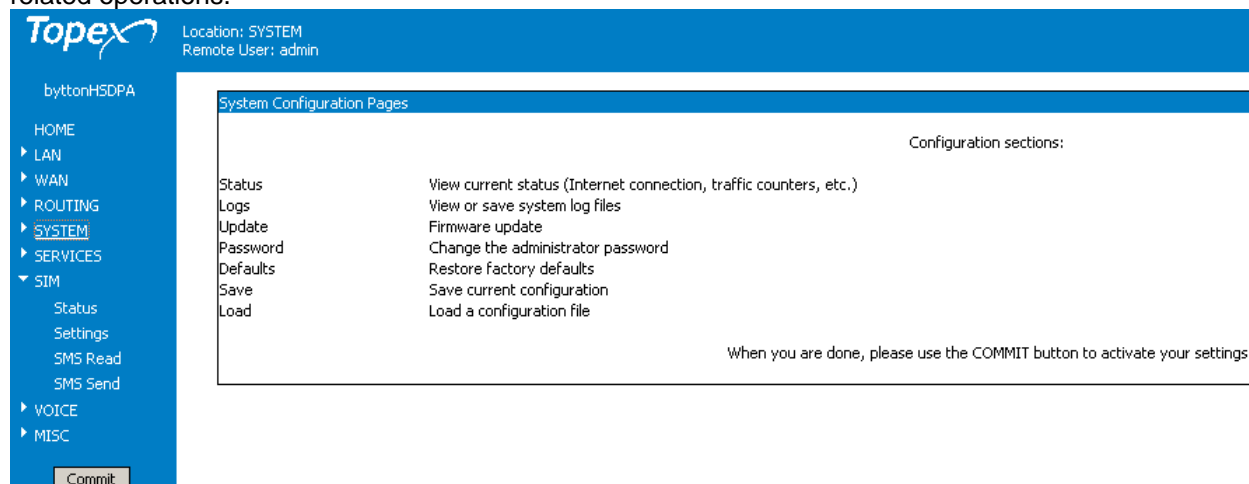 related operations.
Topex
Location: SYSTEM
Remote User: admin
byttonHSDPA
HOME
LAN
WAN
ROUTING
SYSTEM
SERVICES
SIM
Status
Settings
SMS Read
SMS Send
VOICE
MISC
Commit
System Configuration Pages
Configuration sections:
Status View current status (Internet connection, traffic counters, etc.)
Logs View or save system log files
Update Firmware update
Password Change the administrator password
Defaults Restore factory defaults
Save Save current configuration
Load Load a configuration file
When you are done, please use the COMMIT button to activate your settings